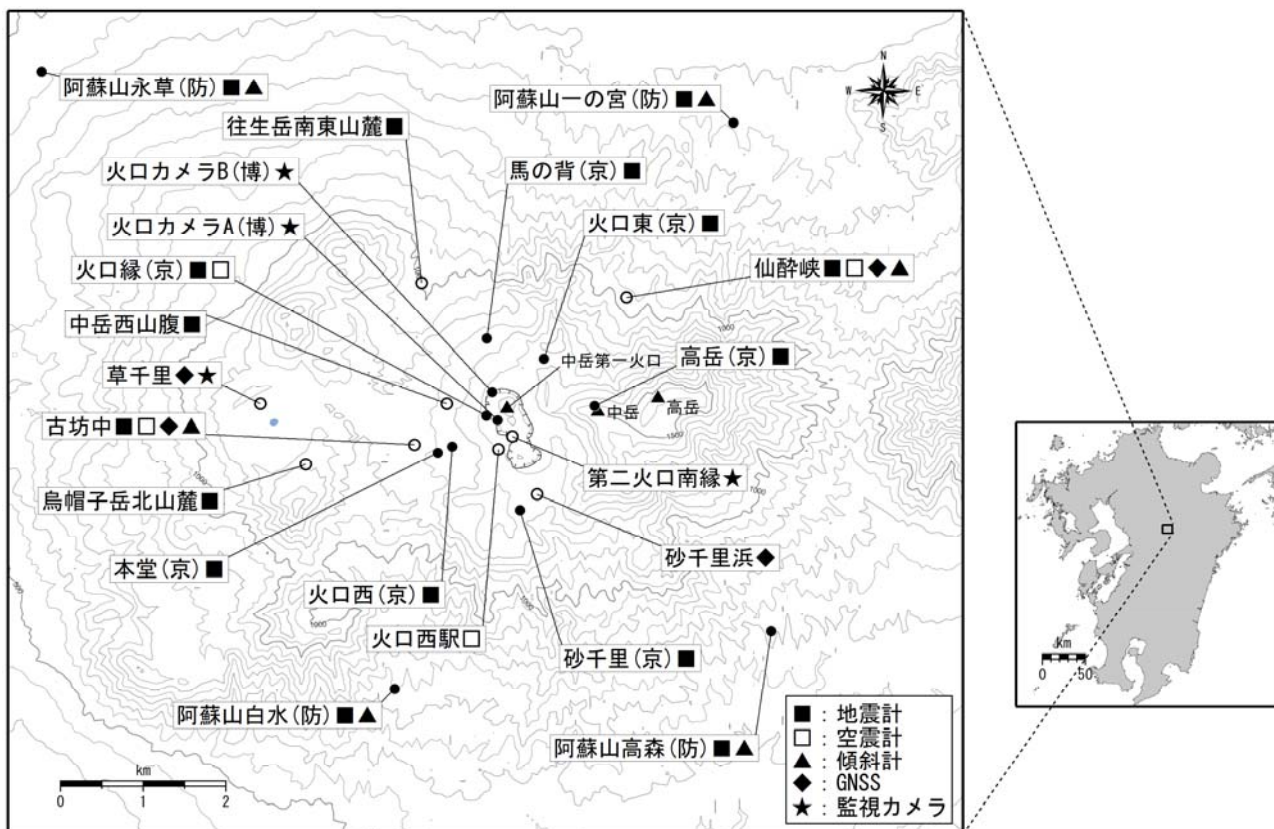 阿蘇山永草(防)■▲
阿蘇山一の宮(防)■▲
N
W
E
S
往生岳南東山麓■
火口カメラB(博)★
馬の背(京)■
火口カメラA(博)★
火口東(京)■
火口縁(京)■□
仙酔峡■□◆▲
中岳西山腹■
中岳第一火口
高岳(京)■
草千里◆★
中岳
高岳
古坊中■□◆▲
第二火口南縁★
烏帽子岳北山麓■
砂千里浜◆
本堂(京)■
火口西(京)■
火口西駅□
砂千里(京)■
阿蘇山白水(防)■▲
阿蘇山高森(防)■▲
1000
1000
1500
1000
1000
1000
km
0 1 2
■:地震計
□:空震計
▲:傾斜計
◆:GNSS
★:監視カメラ
km
0 50